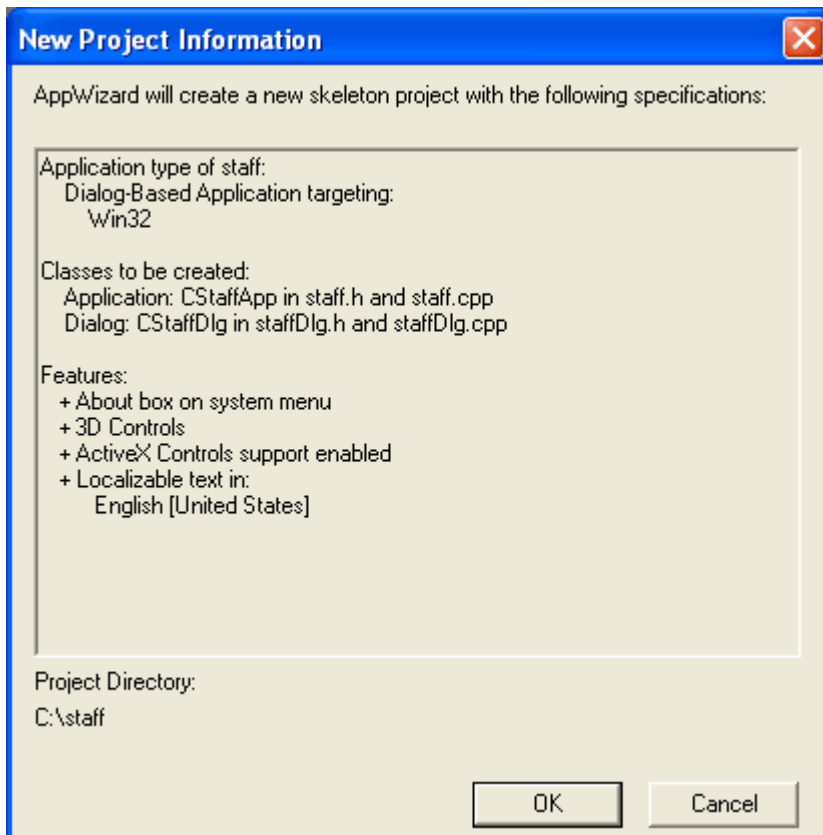 New Project Information
AppWizard will create a new skeleton project with the following specifications:
Application type of staff:
Dialog-Based Application targeting:
Win32
Classes to be created:
Application: CStaffApp in staff.h and staff.cpp
Dialog: CStaffDlg in staffDlg.h and staffDlg.cpp
Features:
+ About box on system menu
+ 3D Controls
+ ActiveX Controls support enabled
+ Localizable text in:
English [United States]
Project Directory:
C:\staff
OK Cancel